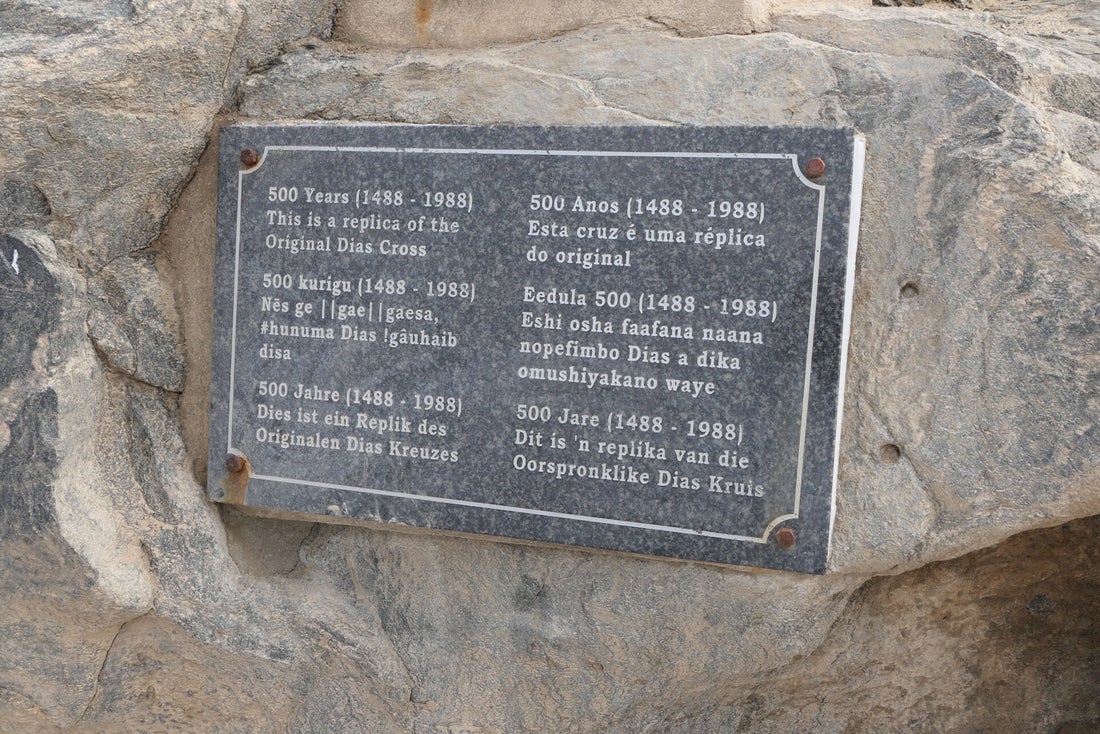 500 Years (1488 - 1988)
This is a replica of the
Original Dias Cross
500 kurigu (1488 - 1988)
Nēs ge ||gae||gaesa,
#hunuma Dias !gâuhaib
disa
500 Jahre (1488 - 1988)
Dies ist ein Replik des
Originalen Dias Kreuzes
500 Anos (1488 - 1988)
Esta cruz é uma réplica
do original
Eedula 500 (1488 - 1988)
Eshi osha faafana naana
nopefimbo Dias a dika
omushiyakano waye
500 Jare (1488 - 1988)
Dit is 'n replika van die
Oorspronklike Dias Kruis